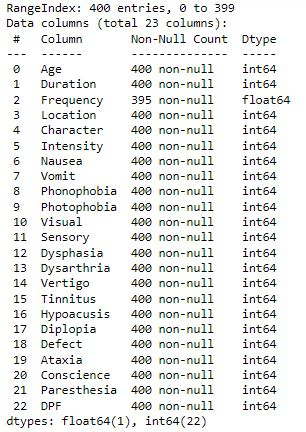 RangeIndex: 400 entries, 0 to 399
Data columns (total 23 columns):
 #   Column       Non-Null Count  Dtype
---  ------       --------------  -----
 0   Age          400 non-null    int64
 1   Duration     400 non-null    int64
 2   Frequency    395 non-null    float64
 3   Location     400 non-null    int64
 4   Character    400 non-null    int64
 5   Intensity    400 non-null    int64
 6   Nausea       400 non-null    int64
 7   Vomit        400 non-null    int64
 8   Phonophobia  400 non-null    int64
 9   Photophobia  400 non-null    int64
 10  Visual       400 non-null    int64
 11  Sensory      400 non-null    int64
 12  Dysphasia    400 non-null    int64
 13  Dysarthria   400 non-null    int64
 14  Vertigo      400 non-null    int64
 15  Tinnitus     400 non-null    int64
 16  Hypoacusis   400 non-null    int64
 17  Diplopia     400 non-null    int64
 18  Defect       400 non-null    int64
 19  Ataxia       400 non-null    int64
 20  Conscience   400 non-null    int64
 21  Paresthesia  400 non-null    int64
 22  DPF          400 non-null    int64
dtypes: float64(1), int64(22)